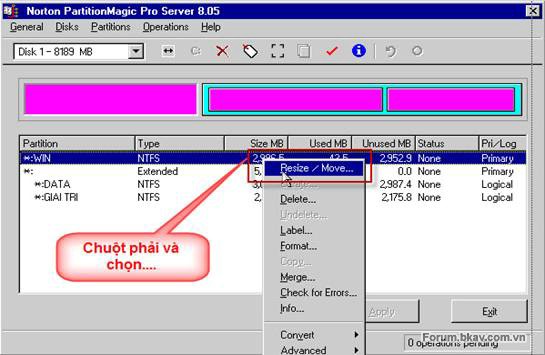 Norton PartitionMagic Pro Server 8.05
General Disks Partitions Operations Help
Disk 1 - 8189 MB
C:
Partition Type Size MB Used MB Unused MB Status Pri/Log
*:WIN NTFS 2,996.5 43.5 2,952.9 None Primary
*: Extended 5, 0.0 None Primary
*:DATA NTFS 3,0 2,987.4 None Logical
*:GIAI TRI NTFS 2, 2,175.8 None Logical
Resize / Move...
Delete...
Undelete...
Label...
Format...
Copy...
Merge...
Check for Errors...
Info...
Convert
Advanced
Chuột phải và
chọn....
Apply Exit
Forum.bkav.com.vn
0 operations pending